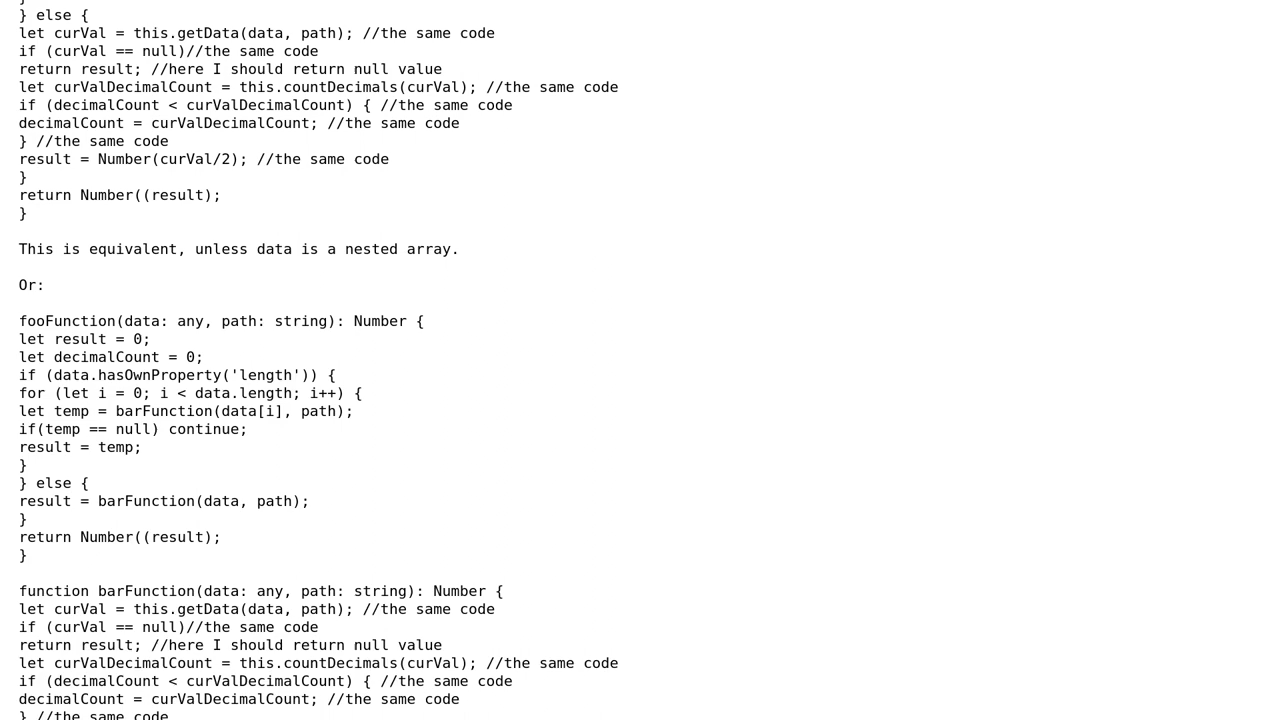 }
} else {
let curVal = this.getData(data, path); //the same code
if (curVal == null)//the same code
return result; //here I should return null value
let curValDecimalCount = this.countDecimals(curVal); //the same code
if (decimalCount < curValDecimalCount) { //the same code
decimalCount = curValDecimalCount; //the same code
} //the same code
result = Number(curVal/2); //the same code
}
return Number((result);
}

This is equivalent, unless data is a nested array.

Or:

fooFunction(data: any, path: string): Number {
let result = 0;
let decimalCount = 0;
if (data.hasOwnProperty('length')) {
for (let i = 0; i < data.length; i++) {
let temp = barFunction(data[i], path);
if(temp == null) continue;
result = temp;
}
} else {
result = barFunction(data, path);
}
return Number((result);
}

function barFunction(data: any, path: string): Number {
let curVal = this.getData(data, path); //the same code
if (curVal == null)//the same code
return result; //here I should return null value
let curValDecimalCount = this.countDecimals(curVal); //the same code
if (decimalCount < curValDecimalCount) { //the same code
decimalCount = curValDecimalCount; //the same code
} //the same code